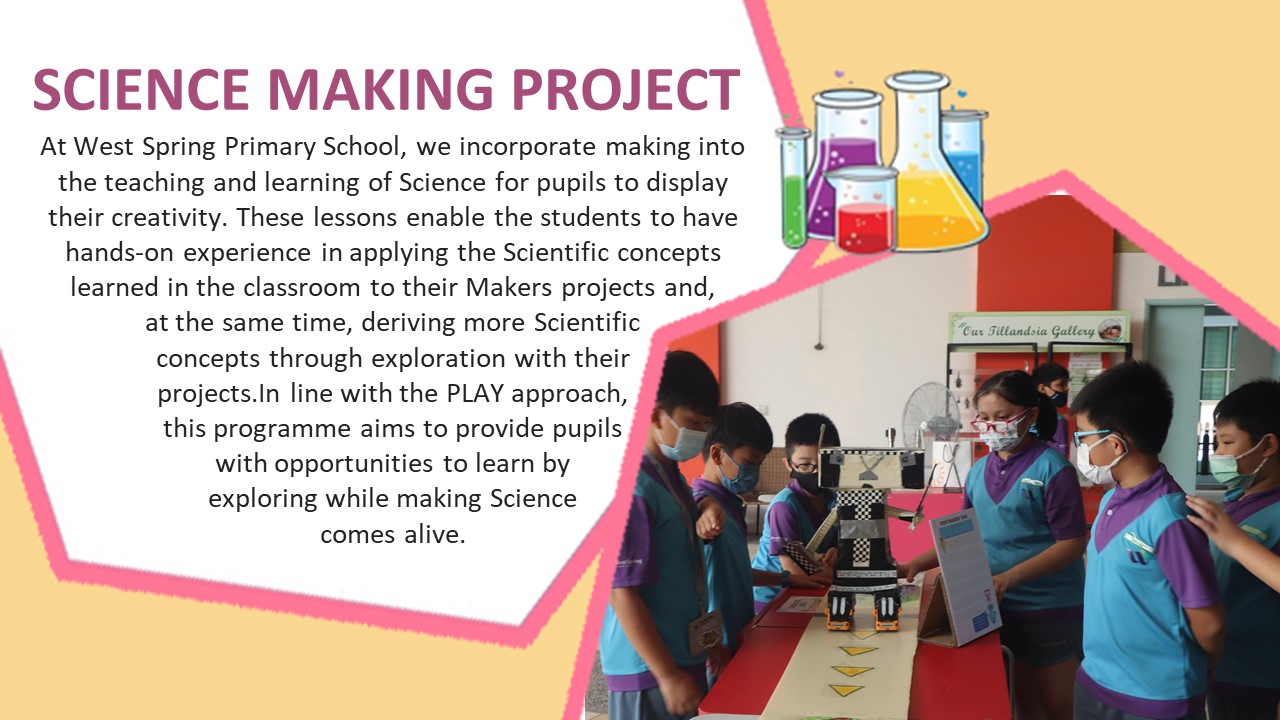 SCIENCE MAKING PROJECT
At West Spring Primary School, we incorporate making into
the teaching and learning of Science for pupils to display
their creativity. These lessons enable the students to have
hands-on experience in applying the Scientific concepts
learned in the classroom to their Makers projects and,
at the same time, deriving more Scientific
concepts through exploration with their
projects.In line with the PLAY approach,
this programme aims to provide pupils
with opportunities to learn by
exploring while making Science
comes alive.
Our Tillandsia Gallery